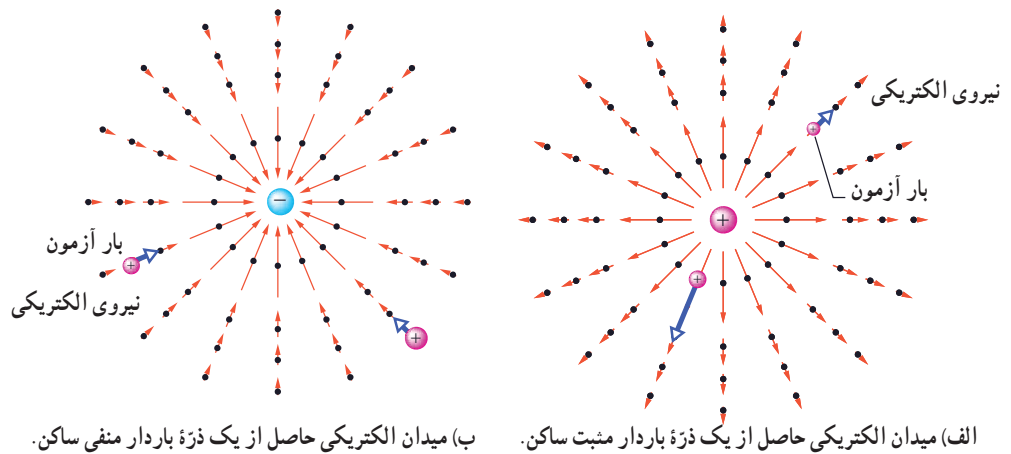 نیروی الکتریکی
بار آزمون
+
+
+
الف) میدان الکتریکی حاصل از یک ذرّهٔ باردار مثبت ساکن.
−
بار آزمون
+
نیروی الکتریکی
+
ب) میدان الکتریکی حاصل از یک ذرّهٔ باردار منفی ساکن.